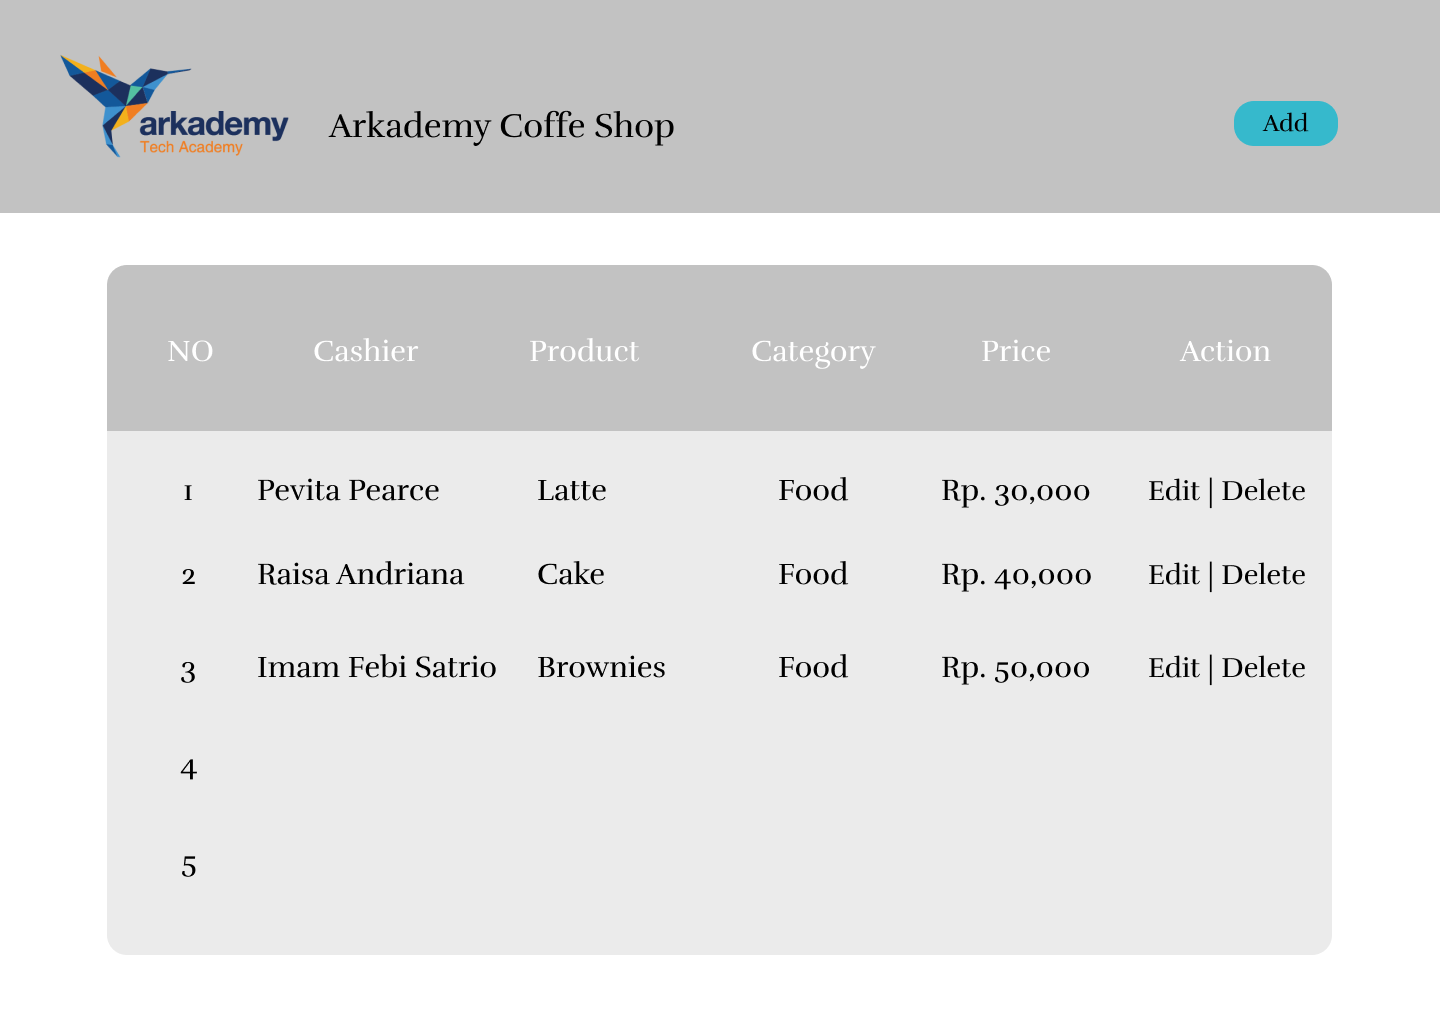 arkademy
Tech Academy
Arkademy Coffe Shop
Add
NO Cashier Product Category Price Action
1 Pevita Pearce Latte Food Rp. 30,000 Edit | Delete
2 Raisa Andriana Cake Food Rp. 40,000 Edit | Delete
3 Imam Febi Satrio Brownies Food Rp. 50,000 Edit | Delete
4
5